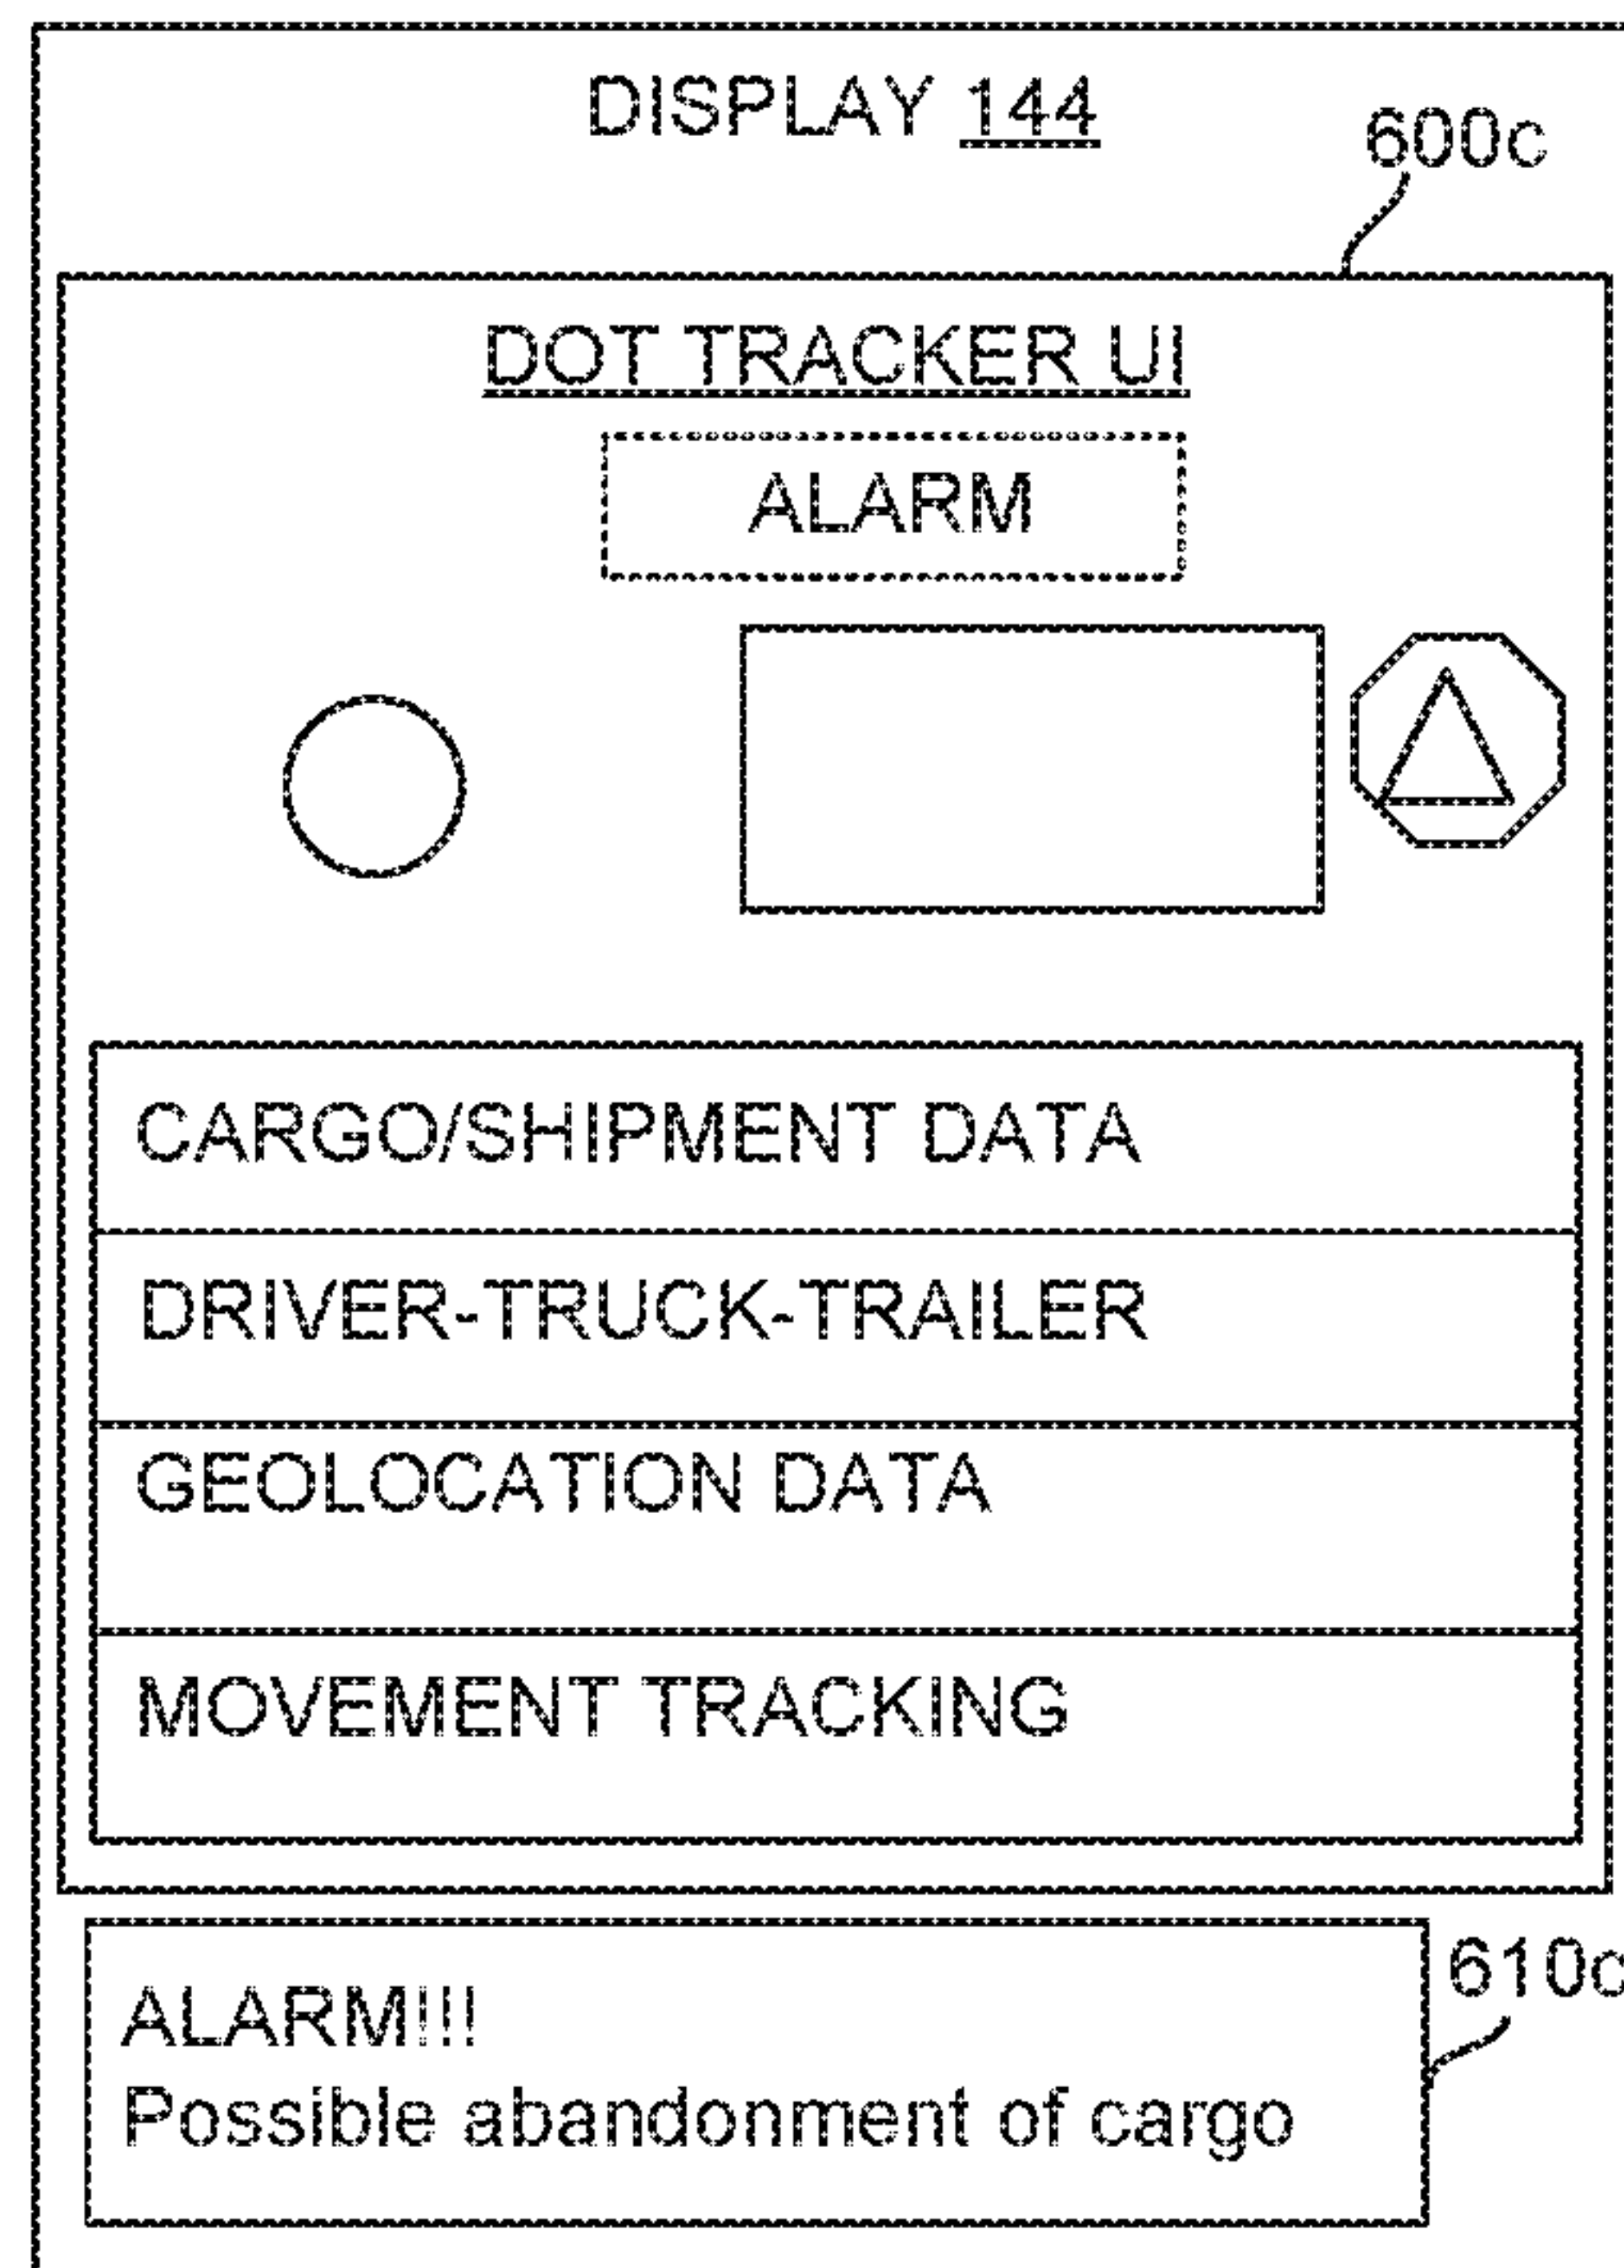 DISPLAY 144
600c
DOT TRACKER UI
ALARM
CARGO/SHIPMENT DATA
DRIVER-TRUCK-TRAILER
GEOLOCATION DATA
MOVEMENT TRACKING
610c
ALARM!!!
Possible abandonment of cargo